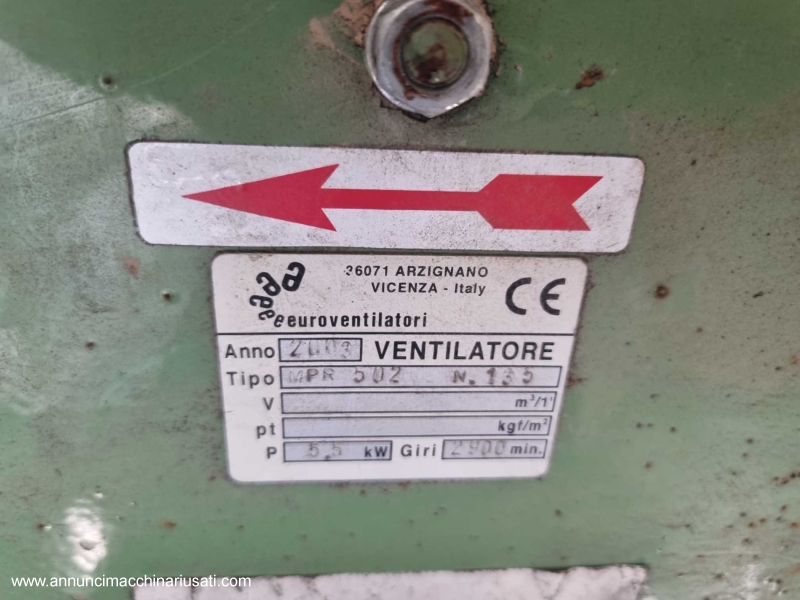 36071 ARZIGNANO
VICENZA - Italy
CE
euroventilatori
Anno 2003 VENTILATORE
Tipo MPR 502 N. 135
V m³/1'
pt kgf/m²
P 5,5 kW Giri 2900 min.
www.annuncimacchinariusati.com